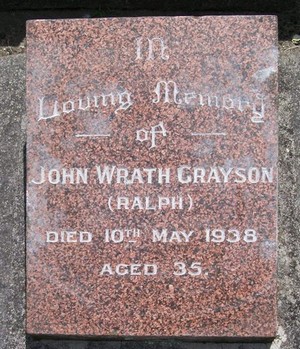 In
Loving Memory
of
JOHN WRATH GRAYSON
(RALPH)
DIED 10TH MAY 1938
AGED 35.